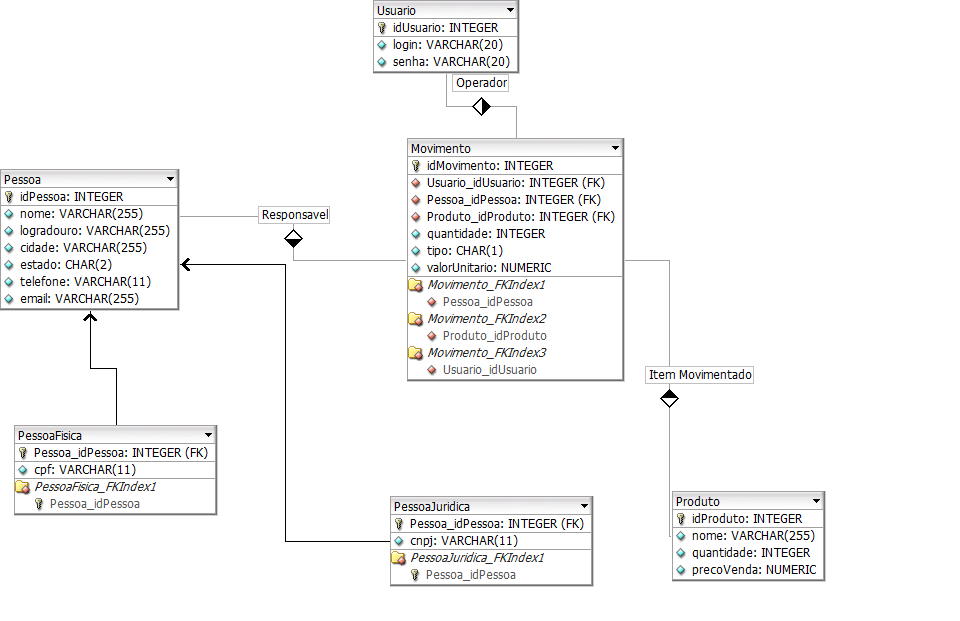 Usuario
idUsuario: INTEGER
login: VARCHAR(20)
senha: VARCHAR(20)
Operador
Movimento
idMovimento: INTEGER
Usuario_idUsuario: INTEGER (FK)
Pessoa_idPessoa: INTEGER (FK)
Produto_idProduto: INTEGER (FK)
quantidade: INTEGER
tipo: CHAR(1)
valorUnitario: NUMERIC
Movimento_FKIndex1
Pessoa_idPessoa
Movimento_FKIndex2
Produto_idProduto
Movimento_FKIndex3
Usuario_idUsuario
Pessoa
idPessoa: INTEGER
nome: VARCHAR(255)
logradouro: VARCHAR(255)
cidade: VARCHAR(255)
estado: CHAR(2)
telefone: VARCHAR(11)
email: VARCHAR(255)
Responsavel
Item Movimentado
PessoaFisica
Pessoa_idPessoa: INTEGER (FK)
cpf: VARCHAR(11)
PessoaFisica_FKIndex1
Pessoa_idPessoa
PessoaJuridica
Pessoa_idPessoa: INTEGER (FK)
cnpj: VARCHAR(11)
PessoaJuridica_FKIndex1
Pessoa_idPessoa
Produto
idProduto: INTEGER
nome: VARCHAR(255)
quantidade: INTEGER
precoVenda: NUMERIC